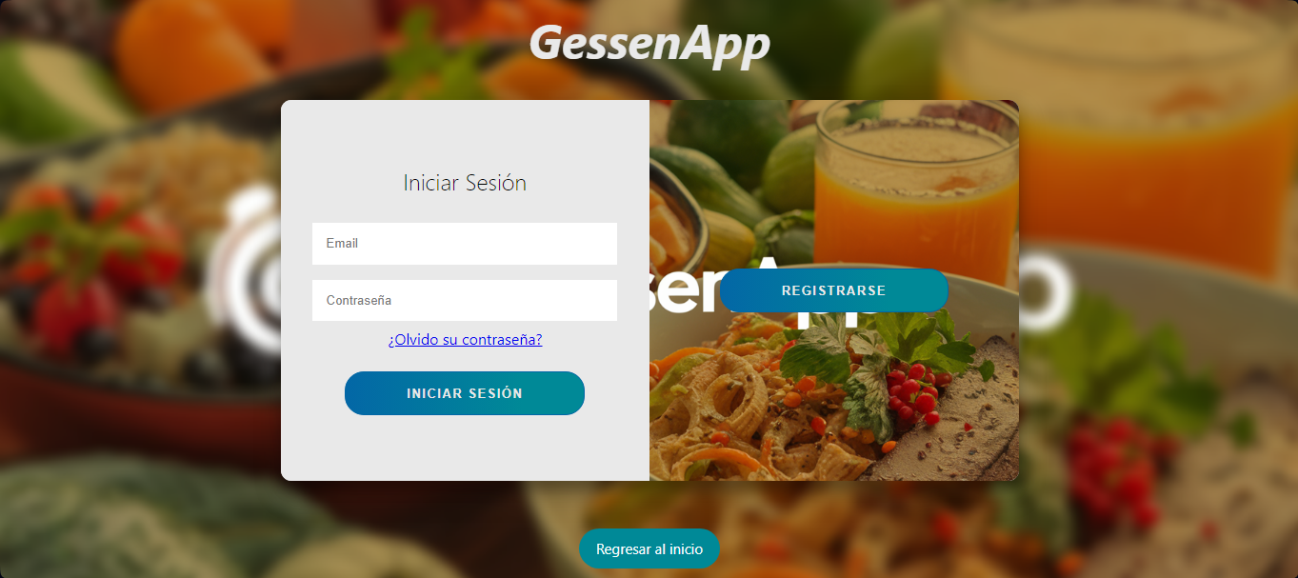 GessenApp
Iniciar Sesión
Email
Contraseña
¿Olvido su contraseña?
INICIAR SESIÓN
REGISTRARSE
Regresar al inicio